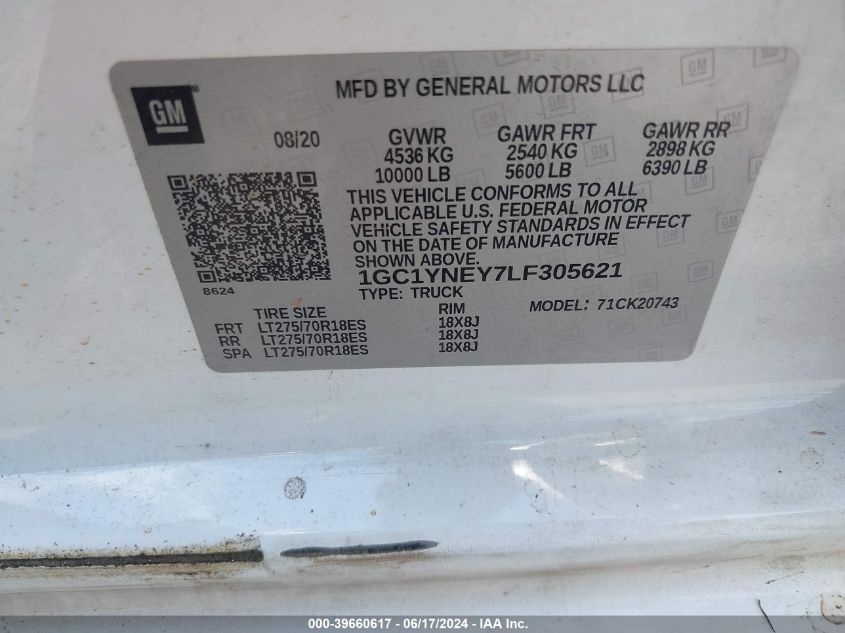 GM
MFD BY GENERAL MOTORS LLC
08/20
GVWR GAWR FRT GAWR RR
4536 KG 2540 KG 2898 KG
10000 LB 5600 LB 6390 LB
THIS VEHICLE CONFORMS TO ALL
APPLICABLE U.S. FEDERAL MOTOR
VEHICLE SAFETY STANDARDS IN EFFECT
ON THE DATE OF MANUFACTURE
SHOWN ABOVE.
8624
1GC1YNEY7LF305621
TYPE: TRUCK MODEL: 71CK20743
TIRE SIZE RIM
FRT LT275/70R18ES 18X8J
RR LT275/70R18ES 18X8J
SPA LT275/70R18ES 18X8J
000-39660617 - 06/17/2024 - IAA Inc.